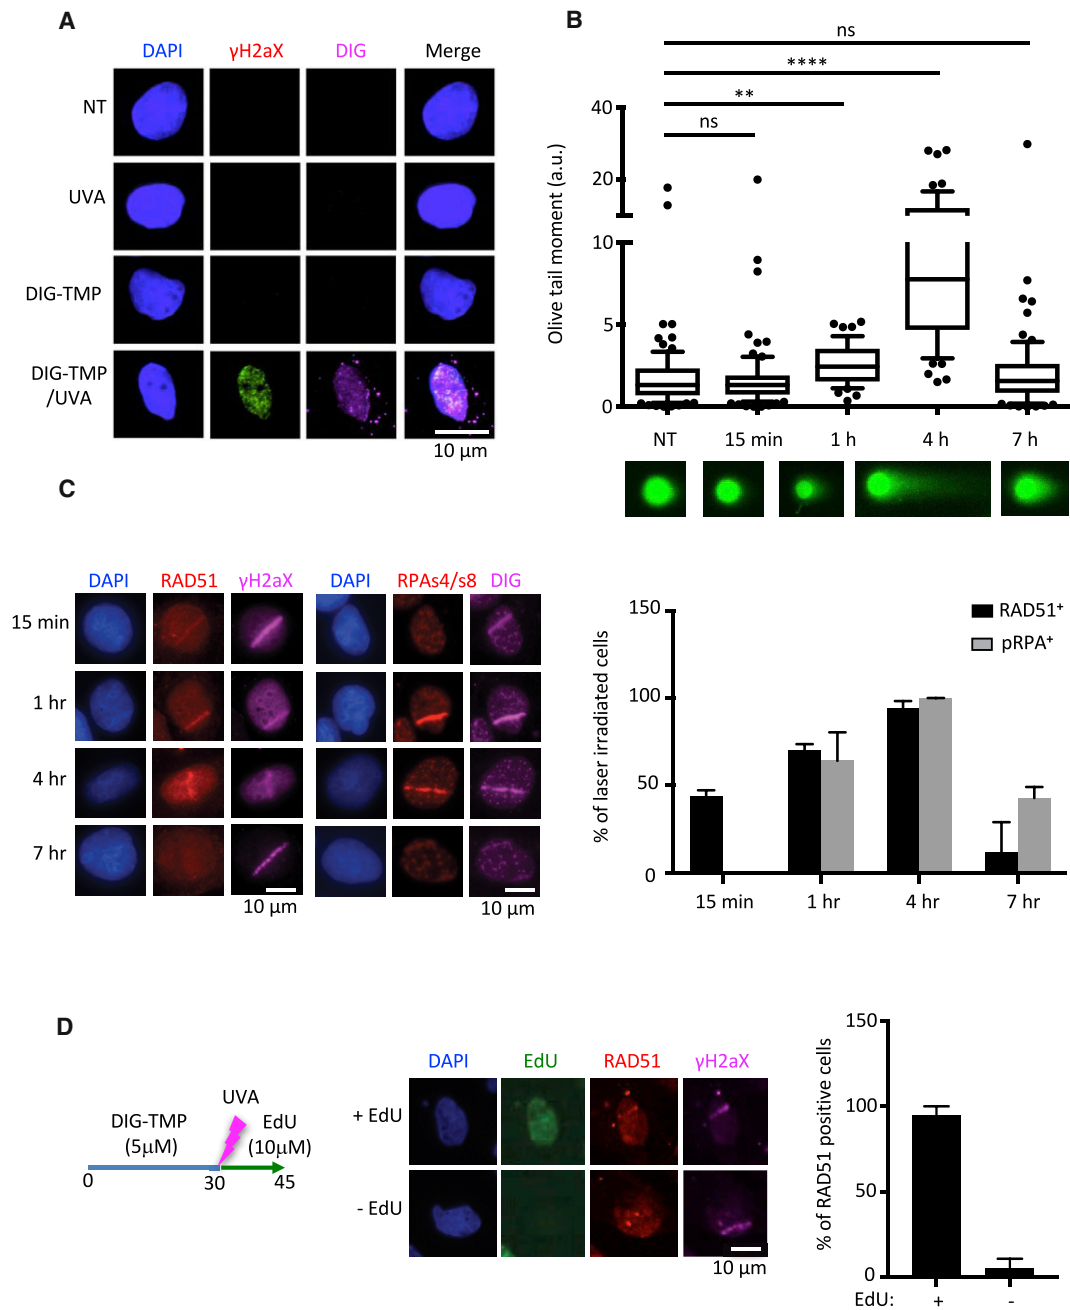 A
DAPI γH2aX DIG Merge
NT
UVA
DIG-TMP
DIG-TMP
/UVA
10 µm
B
ns
****
**
ns
Olive tail moment (a.u.)
40
20
10
5
0
NT 15 min 1 h 4 h 7 h
C
DAPI RAD51 γH2aX DAPI RPAs4/s8 DIG
15 min
1 hr
4 hr
7 hr
10 µm 10 µm
% of laser irradiated cells
150
100
50
0
RAD51+
pRPA+
15 min 1 hr 4 hr 7 hr
D
DIG-TMP
(5µM)
UVA
EdU
(10µM)
0 30 45
DAPI EdU RAD51 γH2aX
+ EdU
- EdU
10 µm
% of RAD51 positive cells
150
100
50
0
EdU: + -